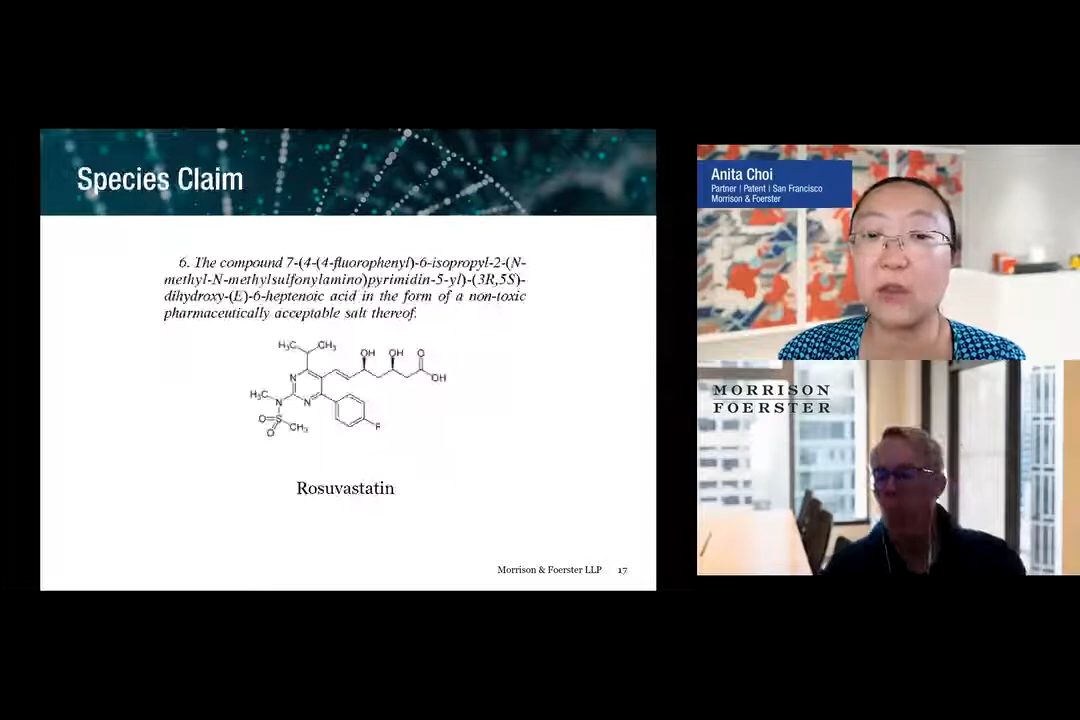 Species Claim
6. The compound 7-(4-(4-fluorophenyl)-6-isopropyl-2-(N-
methyl-N-methylsulfonylamino)pyrimidin-5-yl)-(3R,5S)-
dihydroxy-(E)-6-heptenoic acid in the form of a non-toxic
pharmaceutically acceptable salt thereof.
H₃C CH₃
OH OH O
OH
N
H₃C N N
O S CH₃
O
F
Rosuvastatin
Morrison & Foerster LLP 17
Anita Choi
Partner | Patent | San Francisco
Morrison & Foerster
MORRISON
FOERSTER